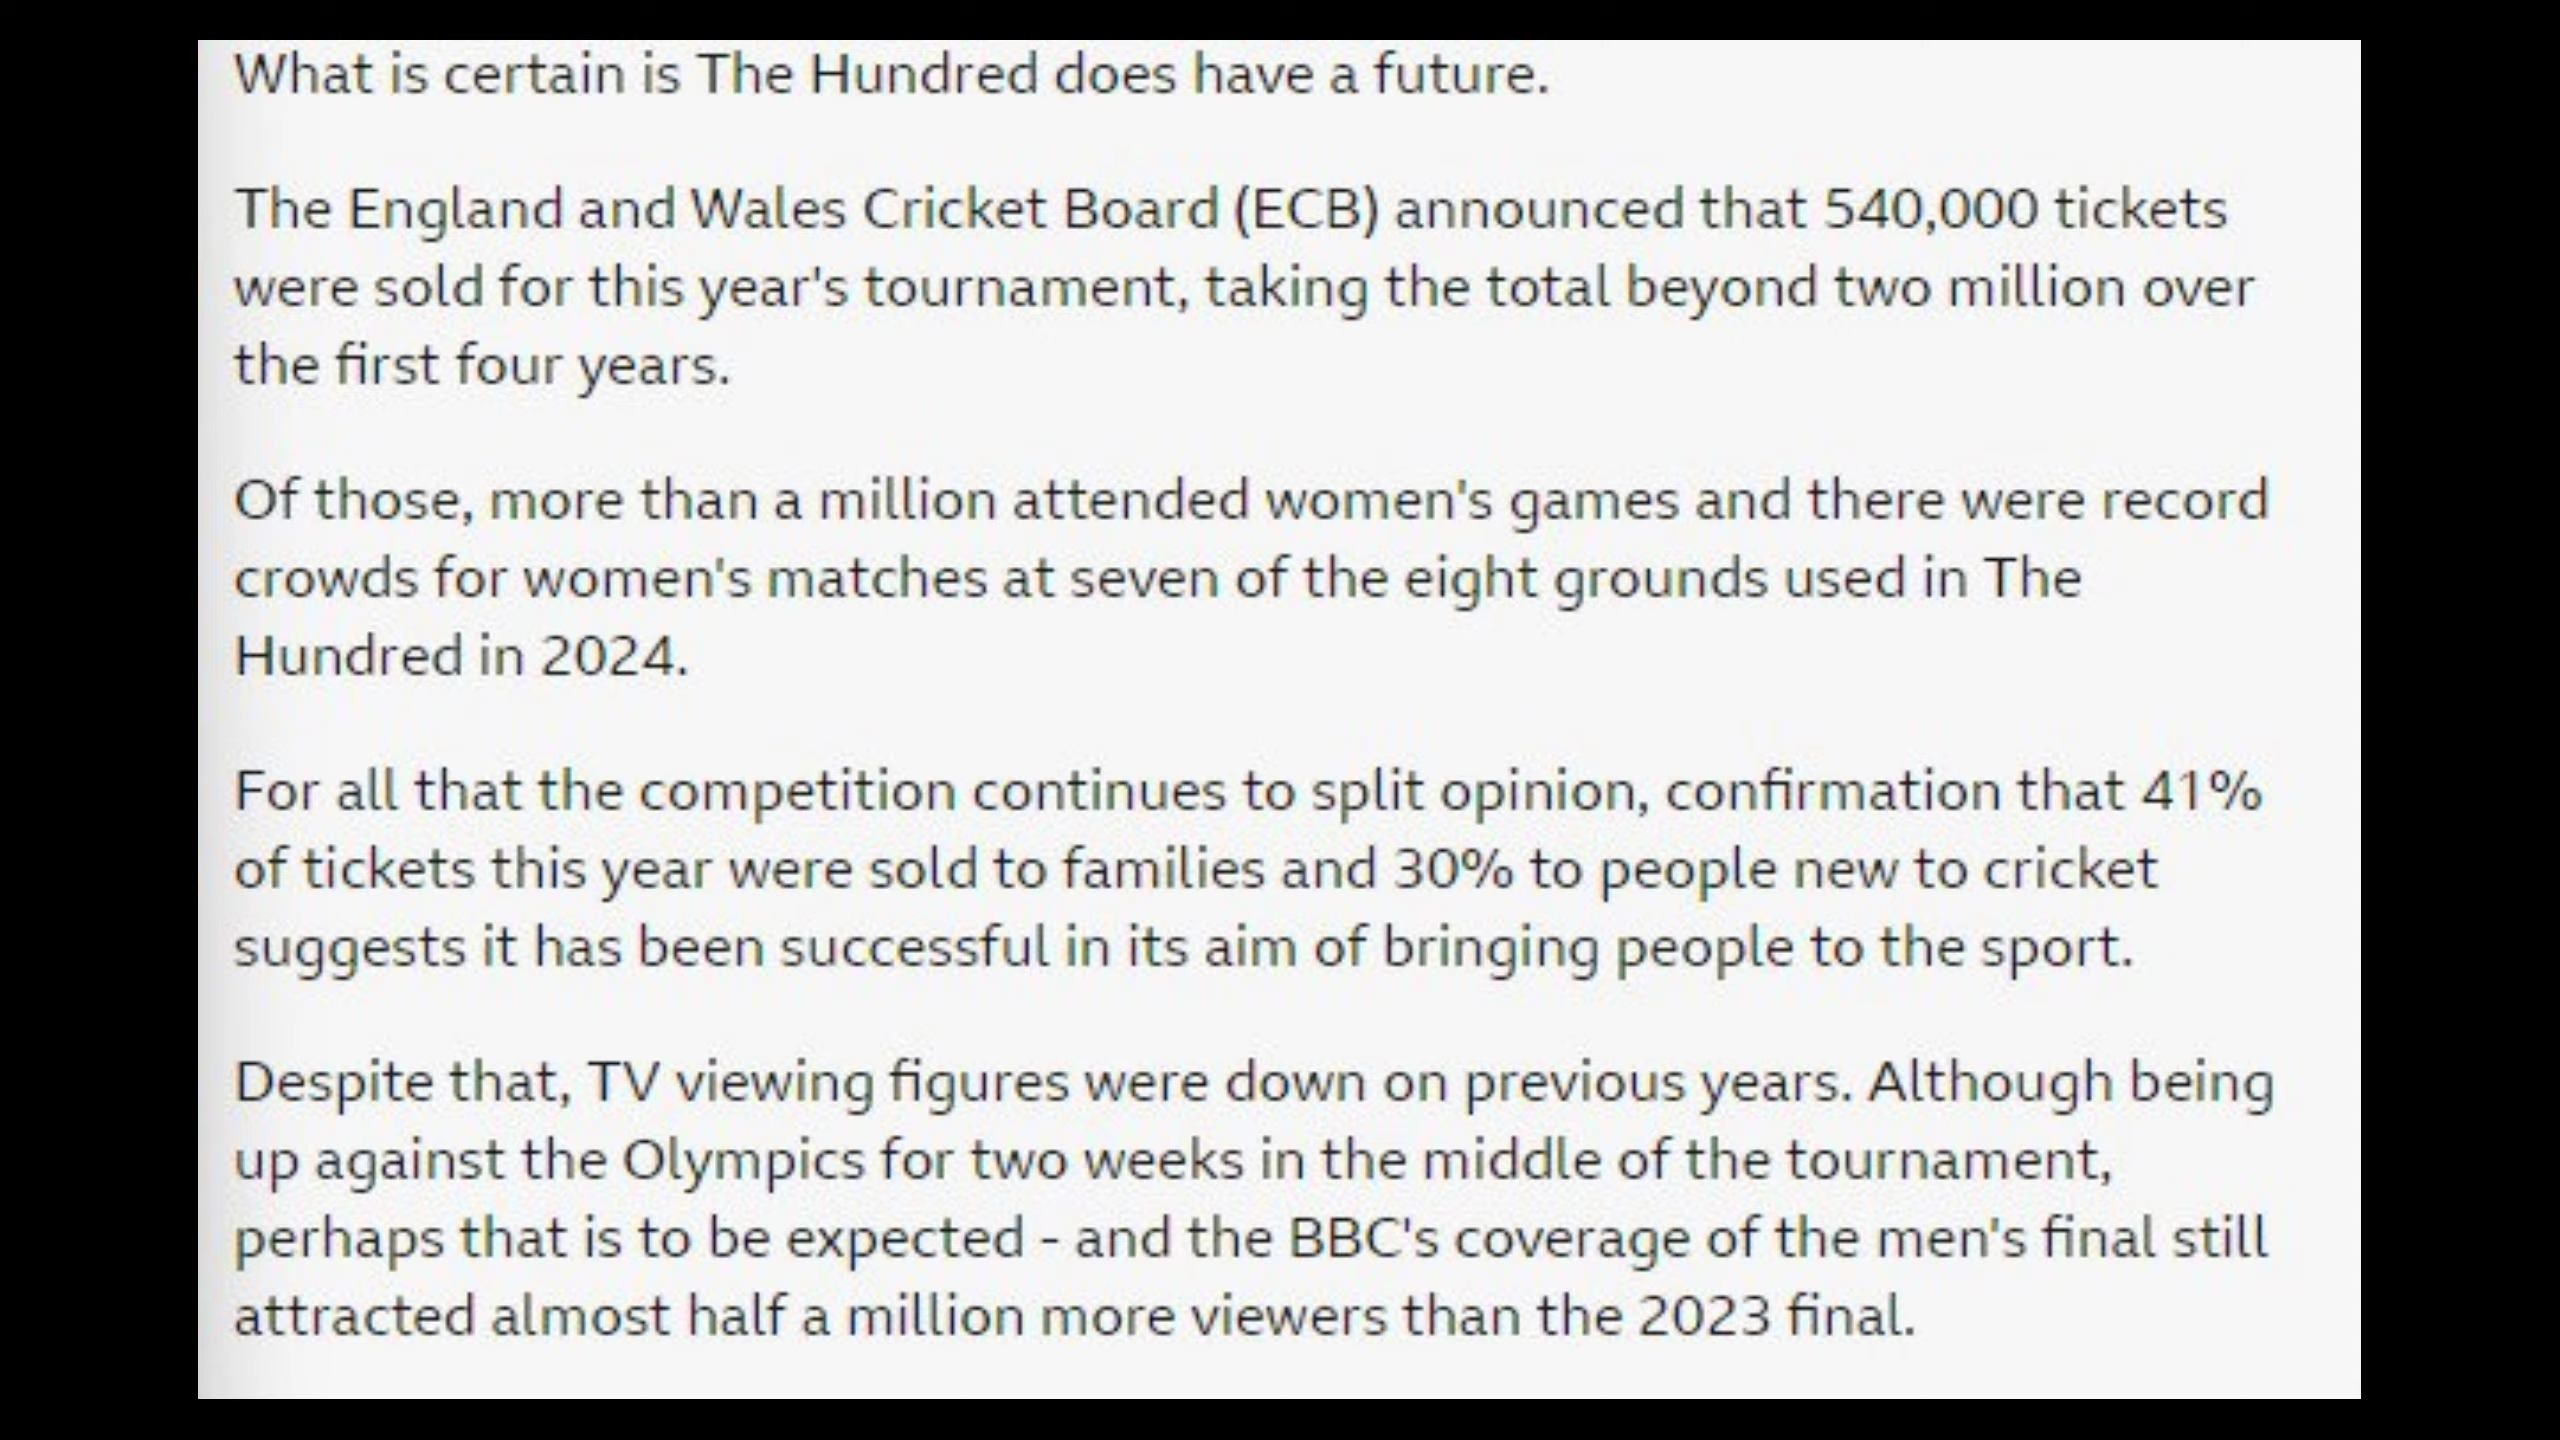 What is certain is The Hundred does have a future.
The England and Wales Cricket Board (ECB) announced that 540,000 tickets
were sold for this year's tournament, taking the total beyond two million over
the first four years.
Of those, more than a million attended women's games and there were record
crowds for women's matches at seven of the eight grounds used in The
Hundred in 2024.
For all that the competition continues to split opinion, confirmation that 41%
of tickets this year were sold to families and 30% to people new to cricket
suggests it has been successful in its aim of bringing people to the sport.
Despite that, TV viewing figures were down on previous years. Although being
up against the Olympics for two weeks in the middle of the tournament,
perhaps that is to be expected - and the BBC's coverage of the men's final still
attracted almost half a million more viewers than the 2023 final.